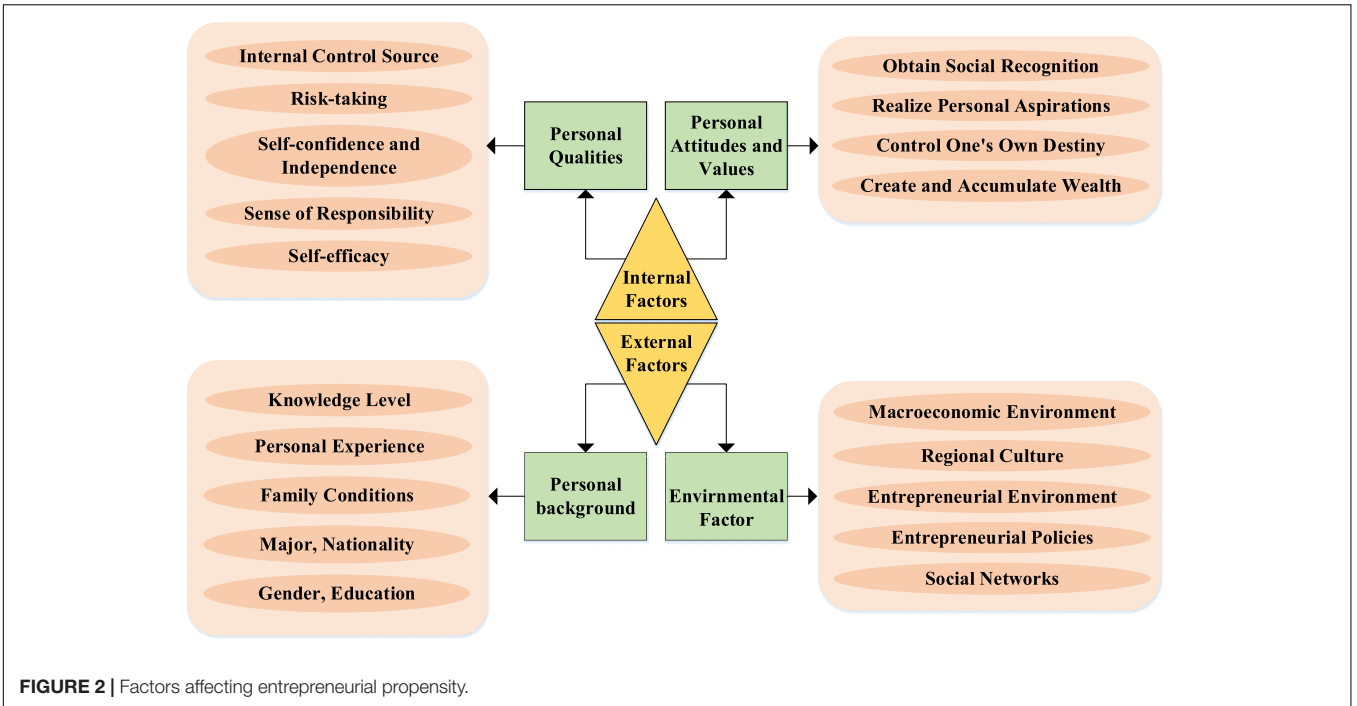 Internal Control Source
Risk-taking
Self-confidence and
Independence
Sense of Responsibility
Self-efficacy
Personal
Qualities
Personal
Attitudes and
Values
Obtain Social Recognition
Realize Personal Aspirations
Control One's Own Destiny
Create and Accumulate Wealth
Internal
Factors
External
Factors
Knowledge Level
Personal Experience
Family Conditions
Major, Nationality
Gender, Education
Personal
background
Envirnmental
Factor
Macroeconomic Environment
Regional Culture
Entrepreneurial Environment
Entrepreneurial Policies
Social Networks
FIGURE 2 | Factors affecting entrepreneurial propensity.